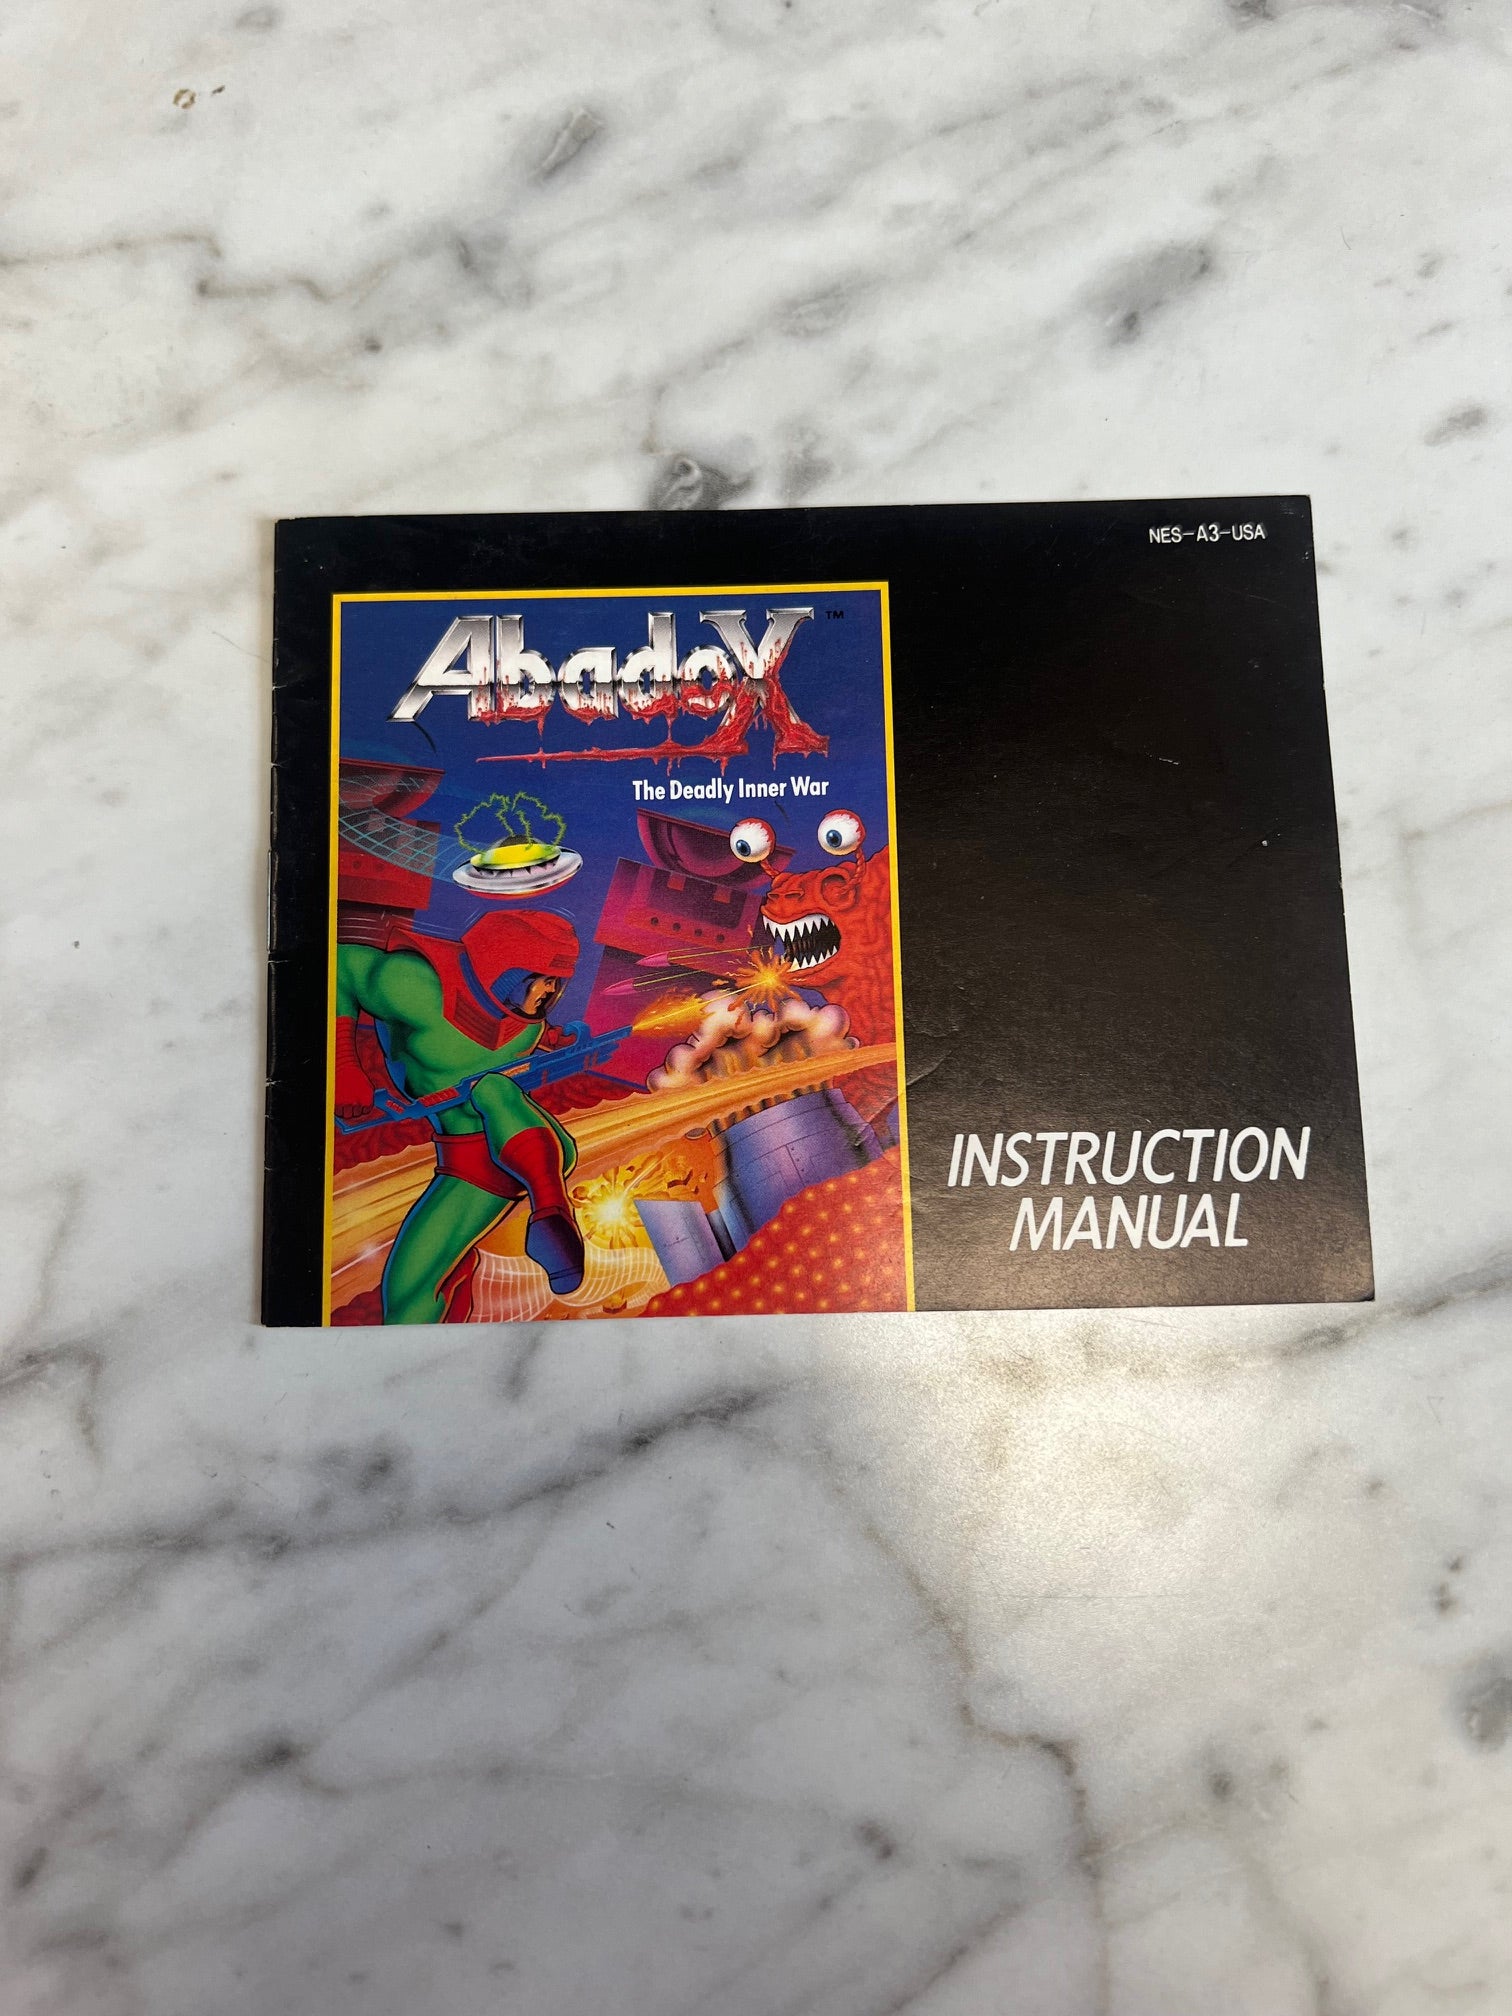 NES-A3-USA
AbadoX™
The Deadly Inner War
INSTRUCTION
MANUAL